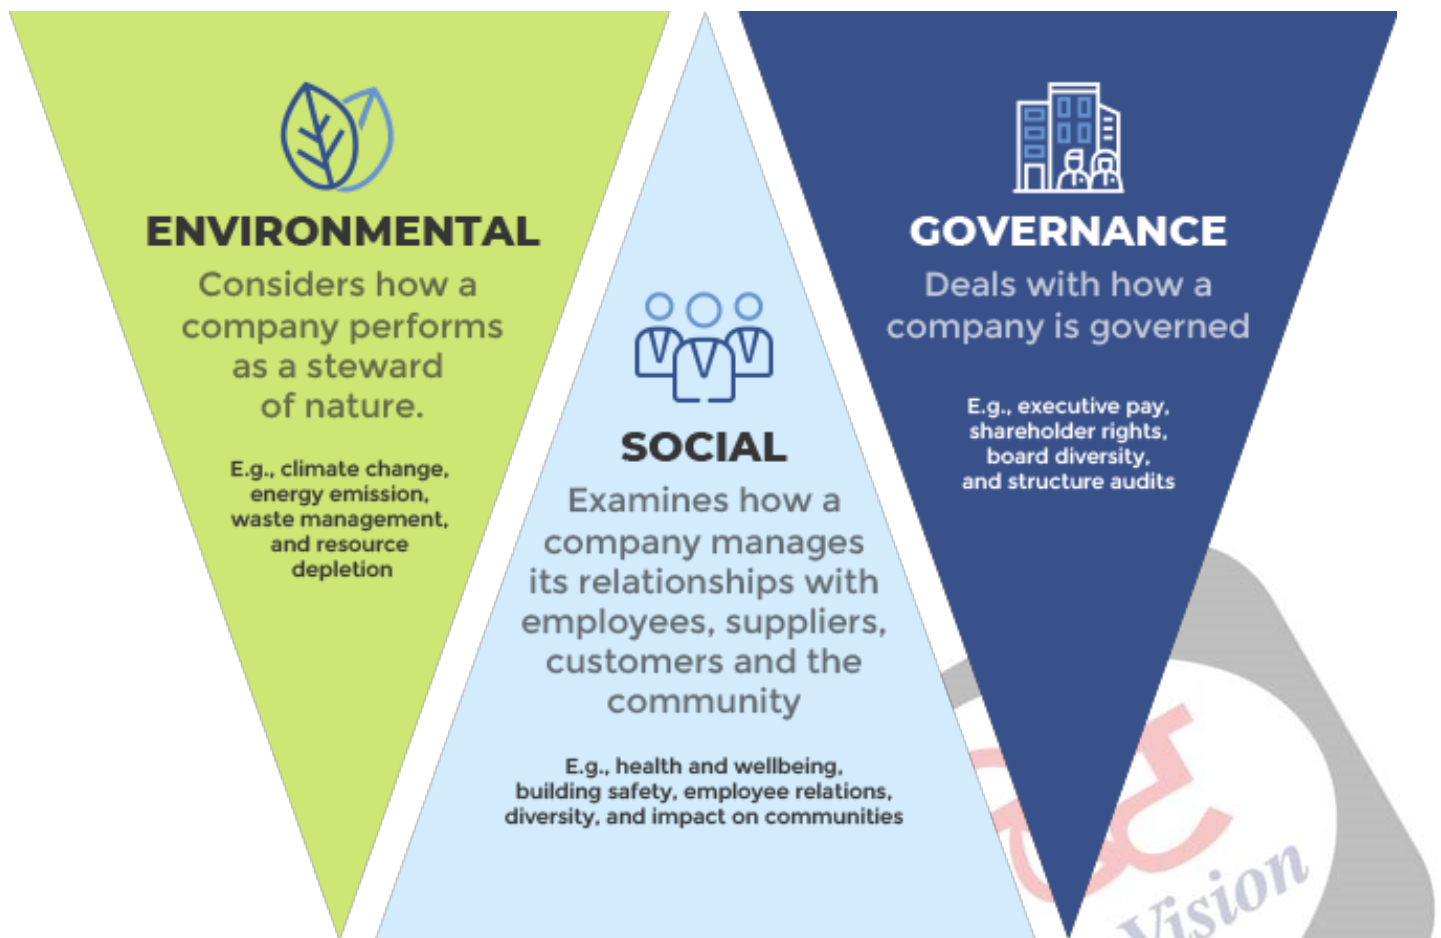 ENVIRONMENTAL
Considers how a
company performs
as a steward
of nature.
E.g., climate change,
energy emission,
waste management,
and resource
depletion
SOCIAL
Examines how a
company manages
its relationships with
employees, suppliers,
customers and the
community
E.g., health and wellbeing,
building safety, employee relations,
diversity, and impact on communities
GOVERNANCE
Deals with how a
company is governed
E.g., executive pay,
shareholder rights,
board diversity,
and structure audits
Vision